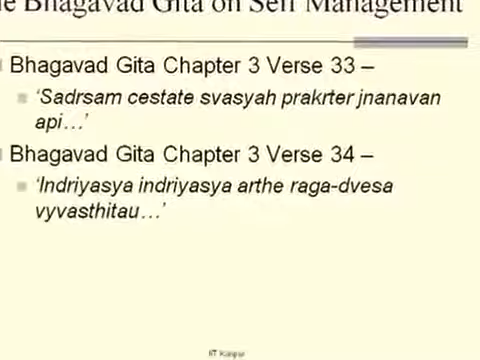 e Bhagavad Gita on Self Management
Bhagavad Gita Chapter 3 Verse 33 –
‘Sadrsam cestate svasyah prakrter jnanavan
api…’
Bhagavad Gita Chapter 3 Verse 34 –
‘Indriyasya indriyasya arthe raga-dvesa
vyvasthitau…’
IIT Kanpur